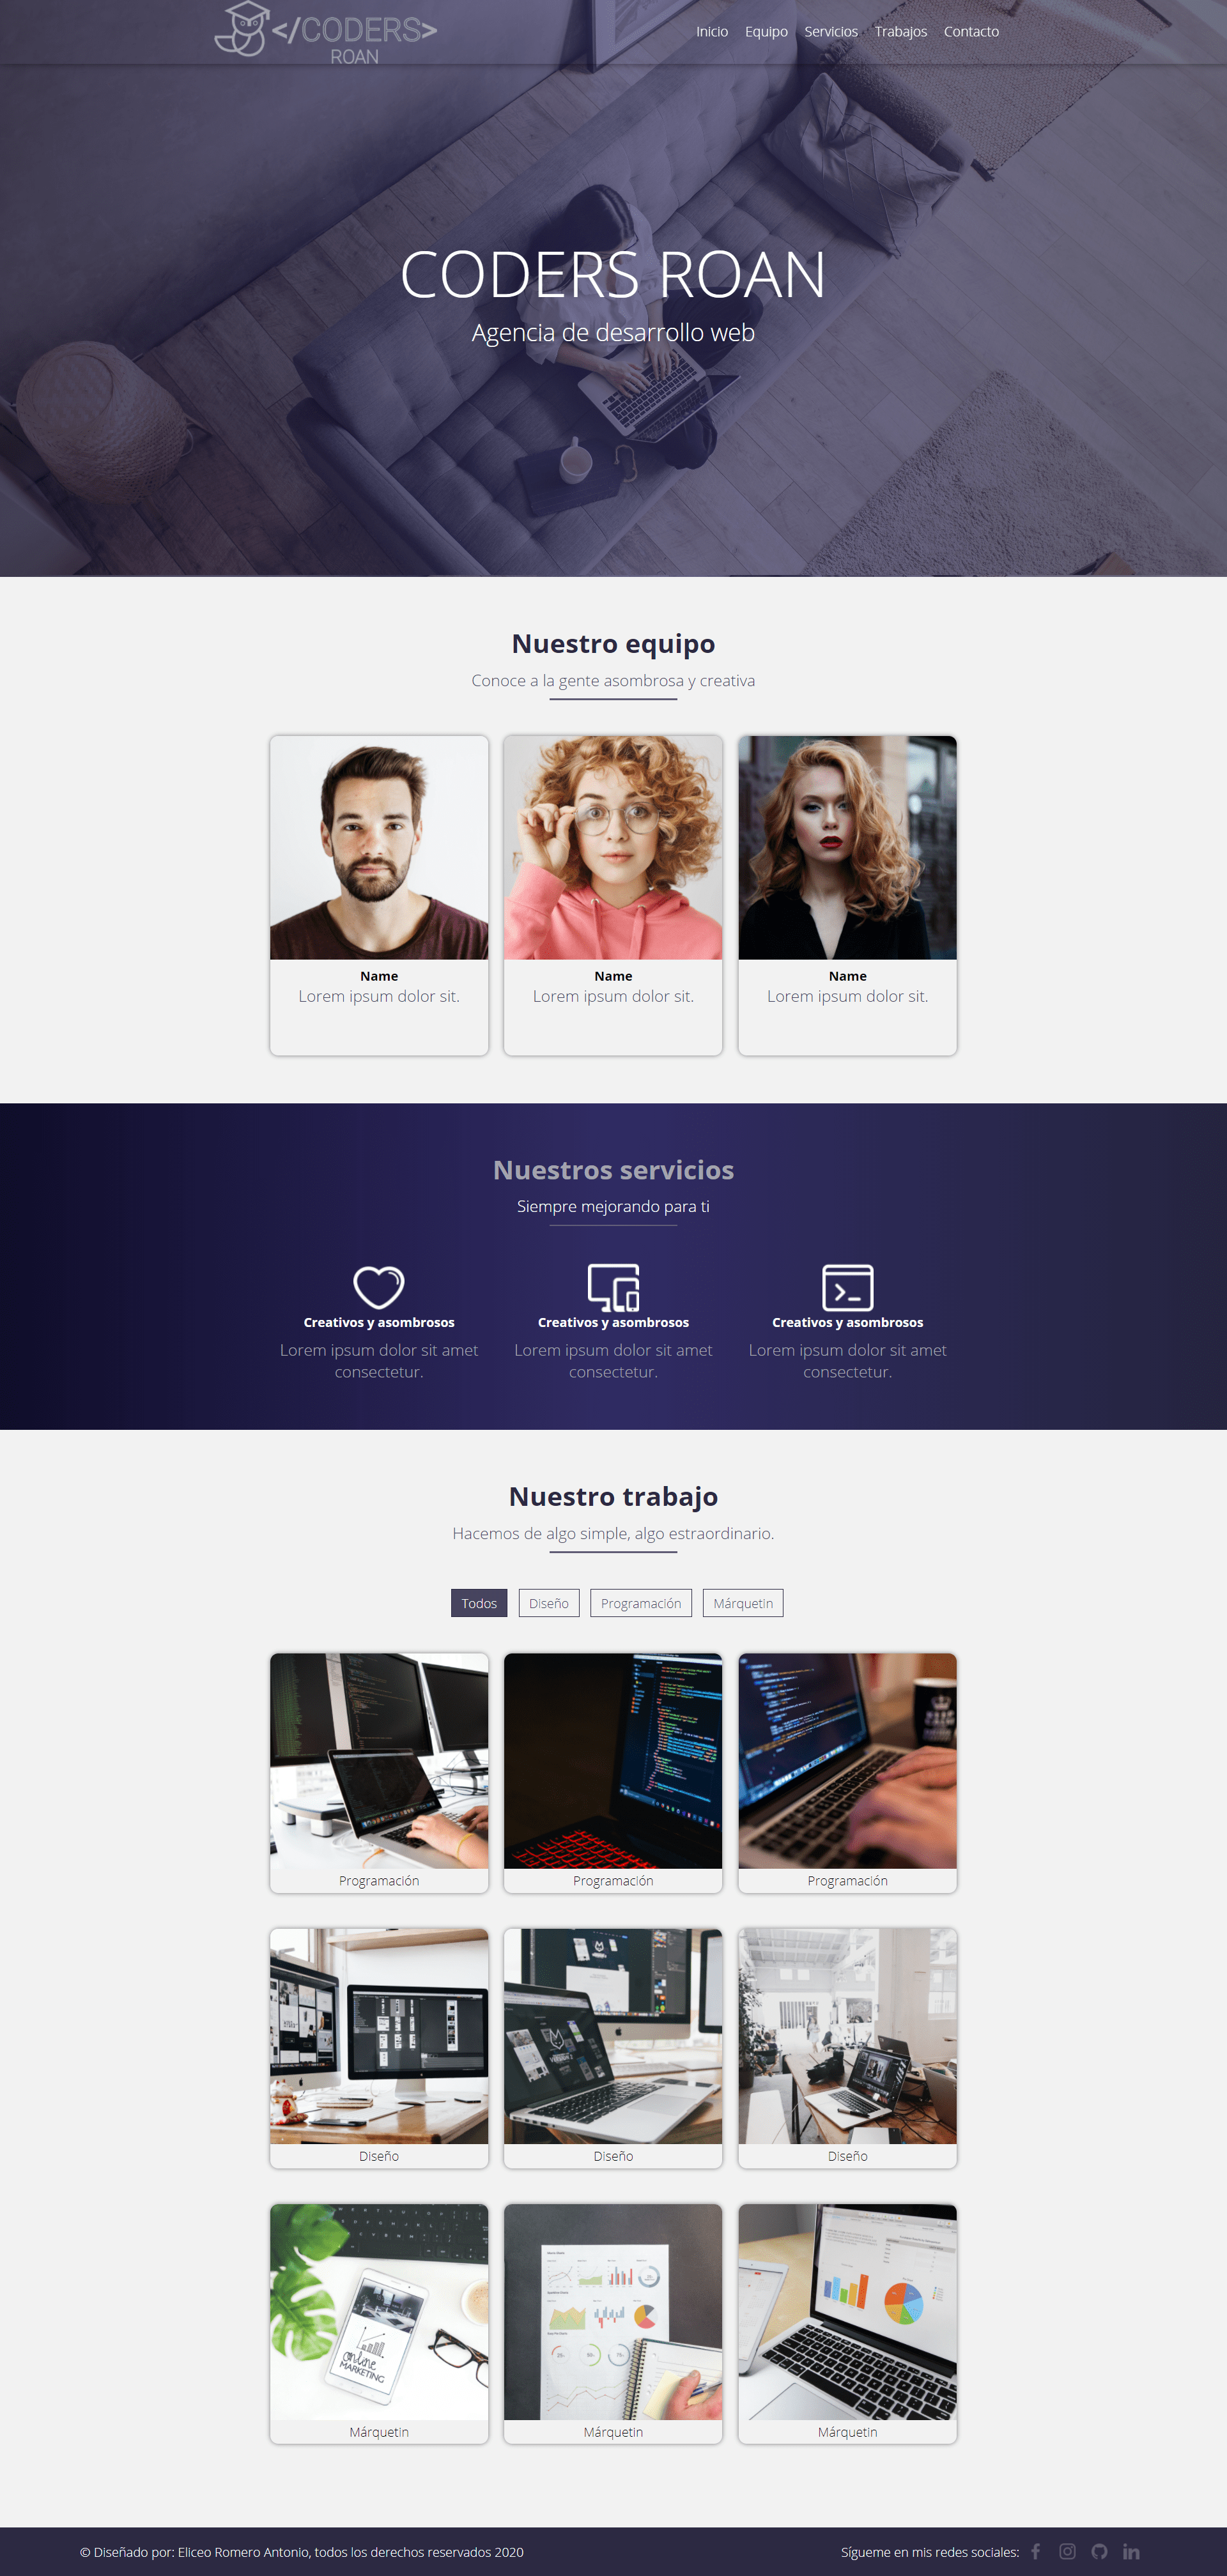 </CODERS>
ROAN
Inicio Equipo Servicios Trabajos Contacto
CODERS ROAN
Agencia de desarrollo web
Nuestro equipo
Conoce a la gente asombrosa y creativa
Name
Lorem ipsum dolor sit.
Name
Lorem ipsum dolor sit.
Name
Lorem ipsum dolor sit.
Nuestros servicios
Siempre mejorando para ti
Creativos y asombrosos
Lorem ipsum dolor sit amet
consectetur.
Creativos y asombrosos
Lorem ipsum dolor sit amet
consectetur.
Creativos y asombrosos
Lorem ipsum dolor sit amet
consectetur.
Nuestro trabajo
Hacemos de algo simple, algo estraordinario.
Todos Diseño Programación Márquetin
Programación
Programación
Programación
Diseño
Diseño
Diseño
online
MARKETING
Márquetin
Márquetin
Márquetin
© Diseñado por: Eliceo Romero Antonio, todos los derechos reservados 2020
Sígueme en mis redes sociales: